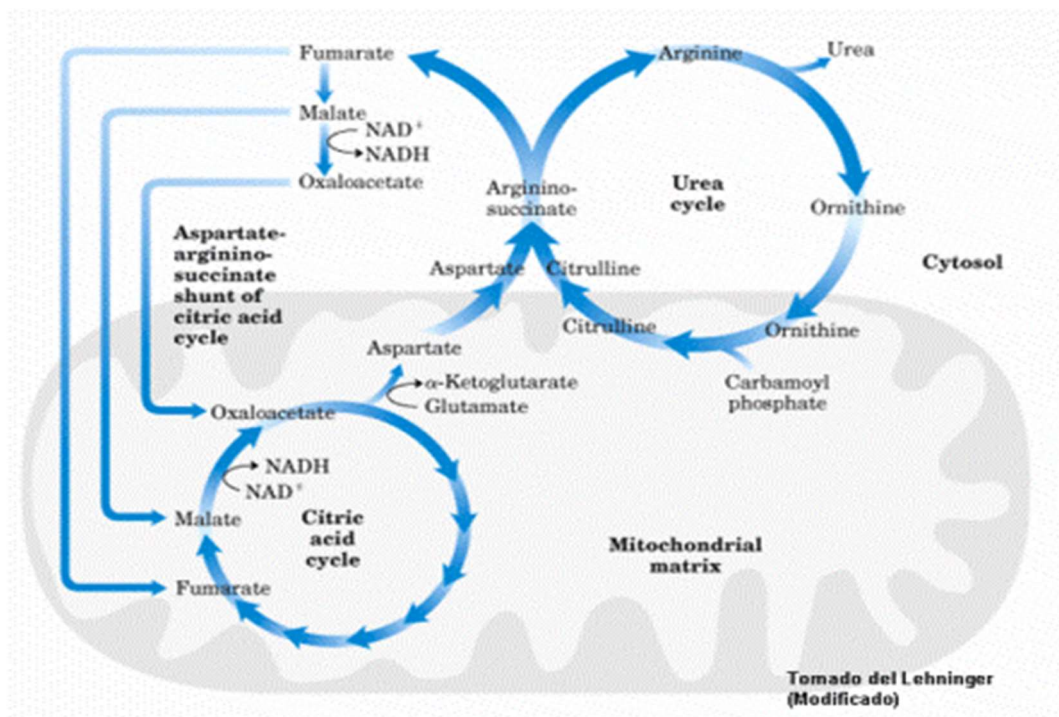 Fumarate
Arginine
Urea
Malate
NAD+
NADH
Oxaloacetate
Arginino-
succinate
Urea
cycle
Ornithine
Aspartate-
arginino-
succinate
shunt of
citric acid
cycle
Aspartate
Citrulline
Cytosol
Citrulline
Ornithine
Aspartate
α-Ketoglutarate
Glutamate
Carbamoyl
phosphate
Oxaloacetate
NADH
NAD+
Malate
Citric
acid
cycle
Mitochondrial
matrix
Fumarate
Tomado del Lehninger
(Modificado)